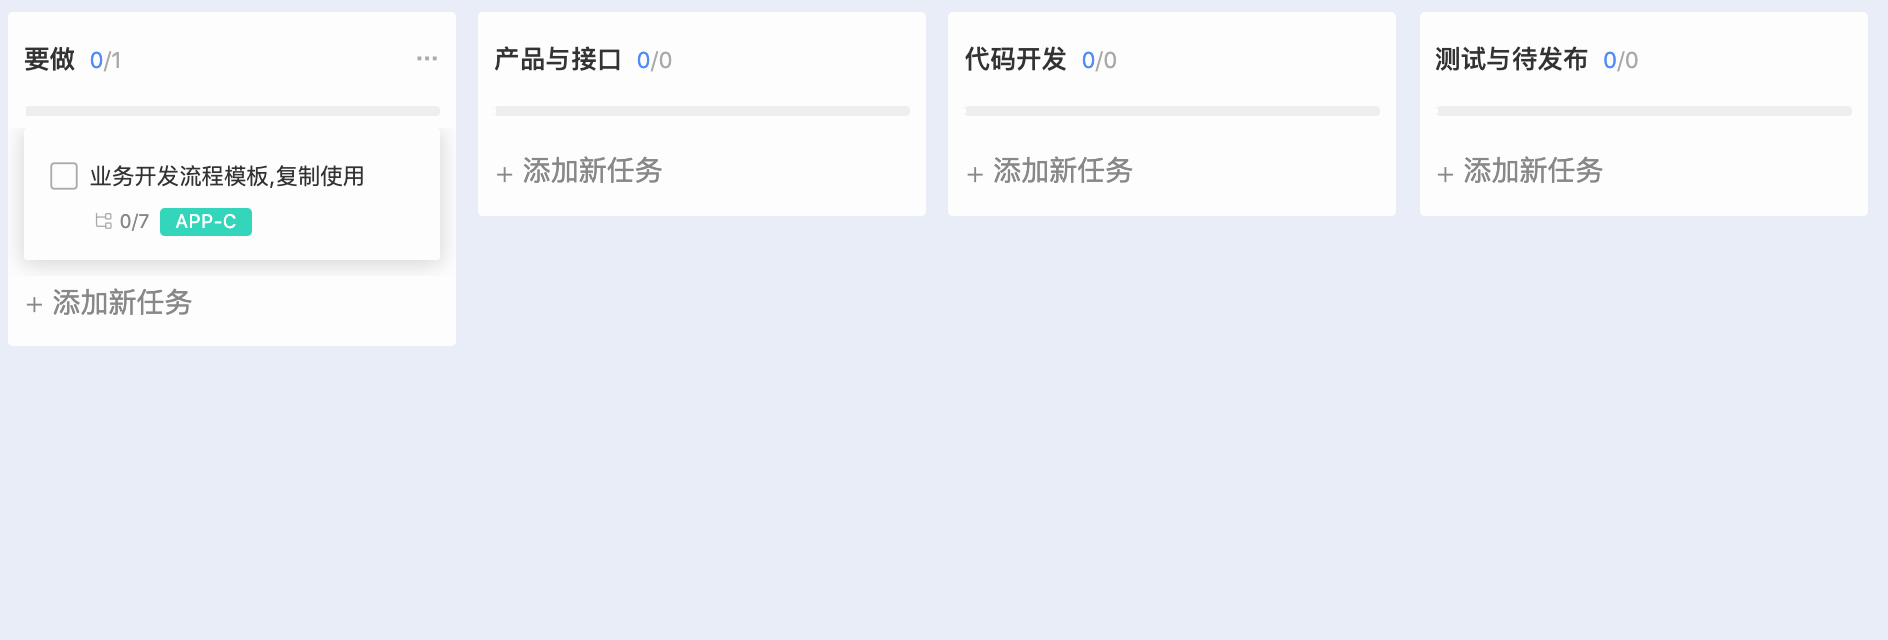 要做 0/1 ...
业务开发流程模板,复制使用
0/7 APP-C
+ 添加新任务
产品与接口 0/0
+ 添加新任务
代码开发 0/0
+ 添加新任务
测试与待发布 0/0
+ 添加新任务